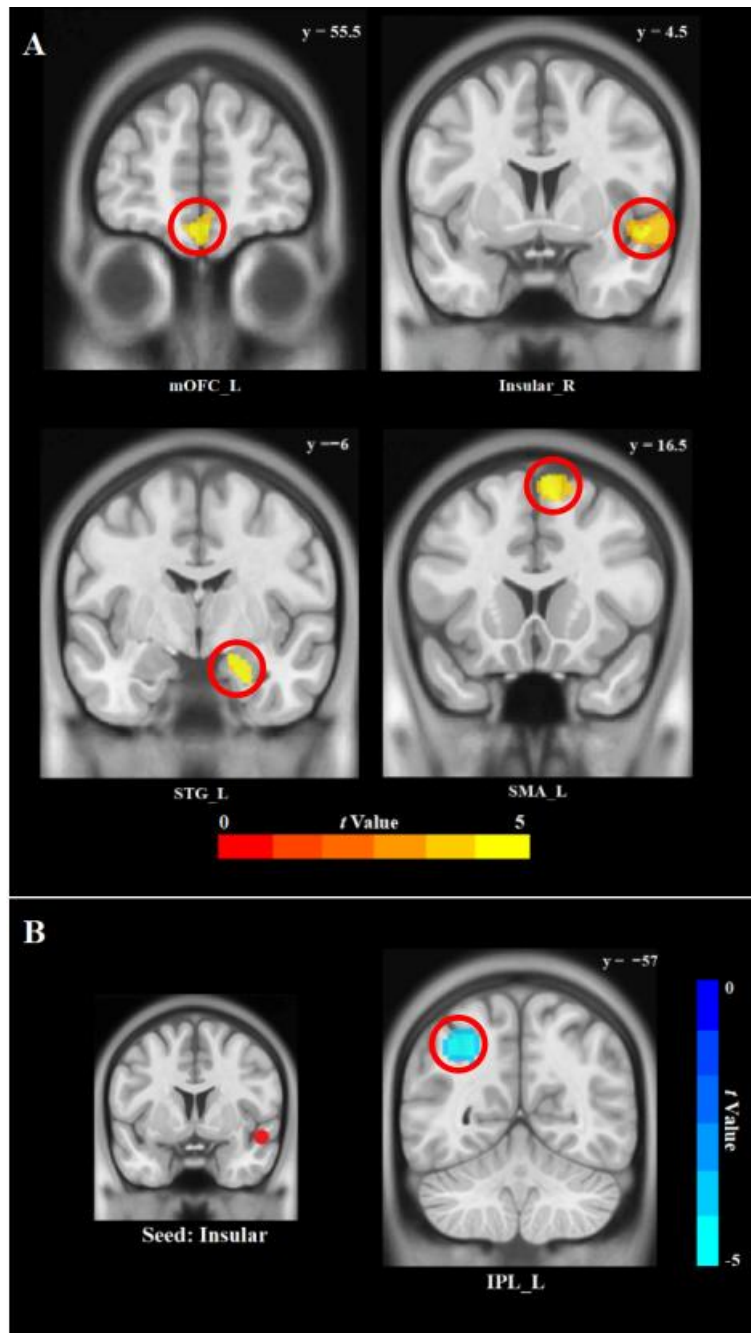 A
y = 55.5
y = 4.5
mOFC_L
Insular_R
y =−6
y = 16.5
STG_L
SMA_L
0 t Value 5
B
y = −57
0
t Value
-5
Seed: Insular
IPL_L